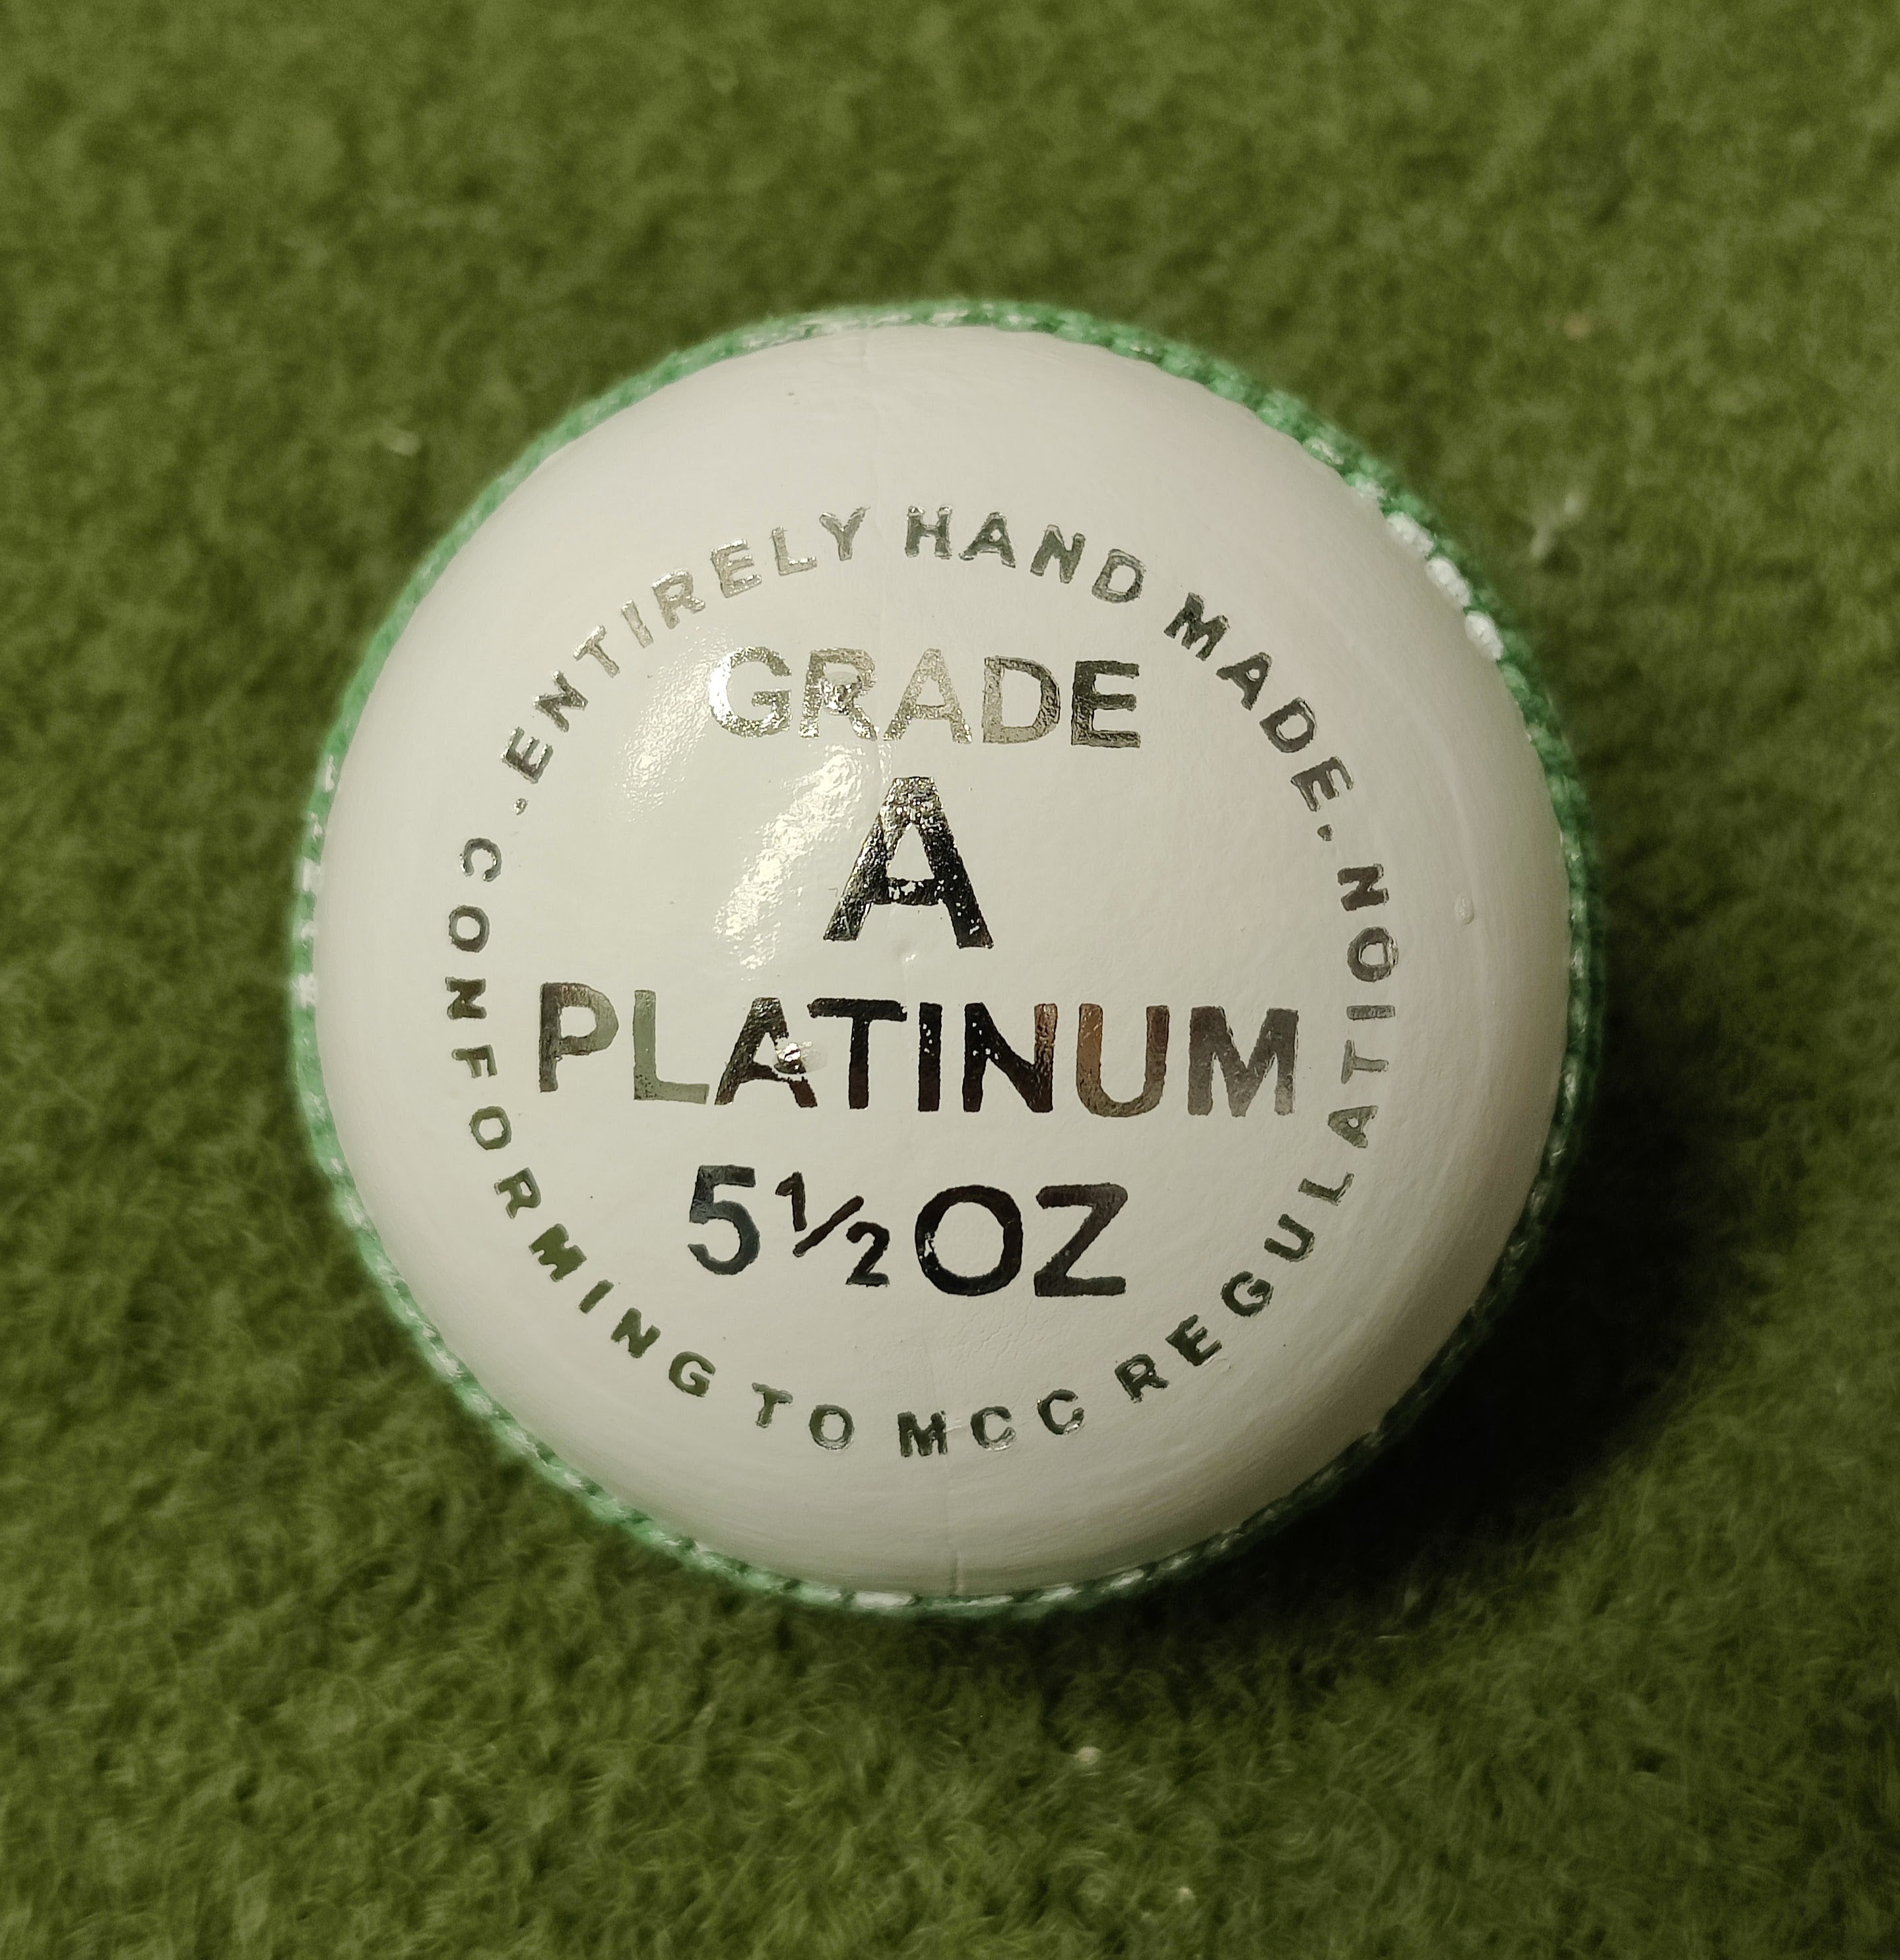 .ENTIRELY HAND MADE.
GRADE
A
PLATINUM
5½OZ
CONFORMING TO MCC REGULATION